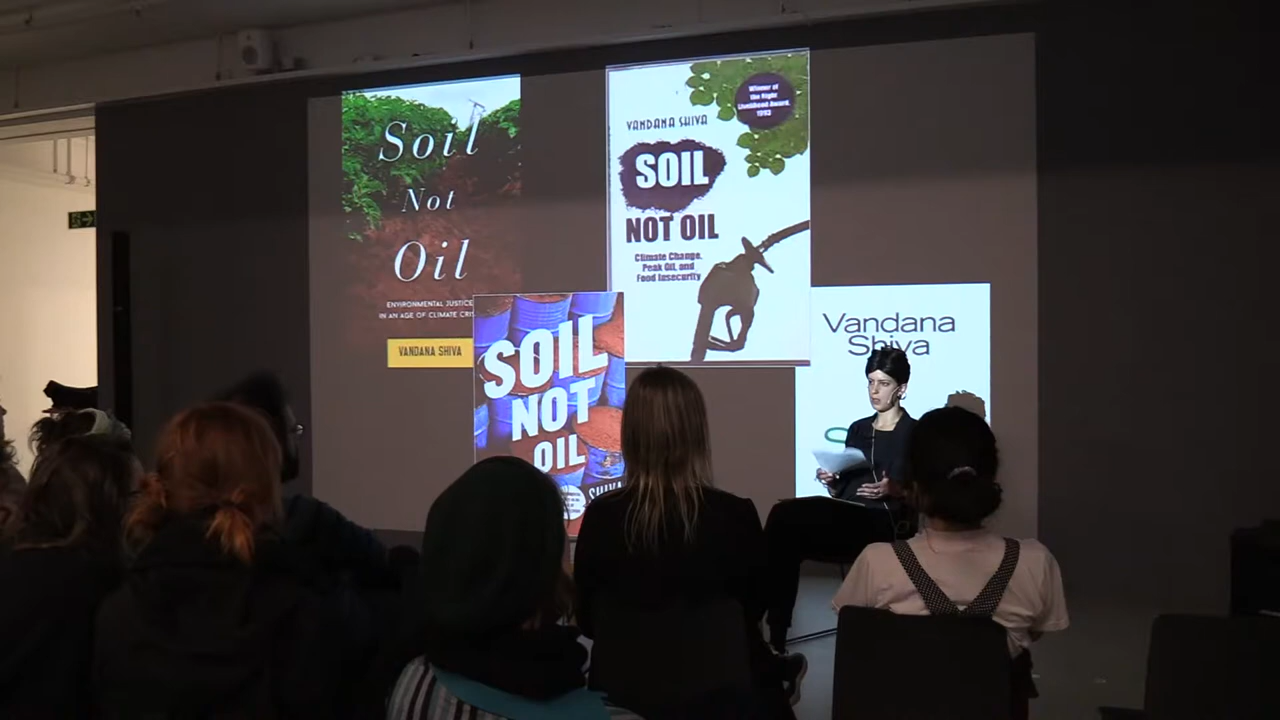 Soil
Not
Oil
ENVIRONMENTAL JUSTICE
IN AN AGE OF CLIMATE CRIS
VANDANA SHIVA
Winner of
the Right
Livelihood Award,
1993
VANDANA SHIVA
SOIL
NOT OIL
Climate Change,
Peak Oil, and
Food Insecurity
SOIL
NOT
OIL
SHIVA
Vandana
Shiva